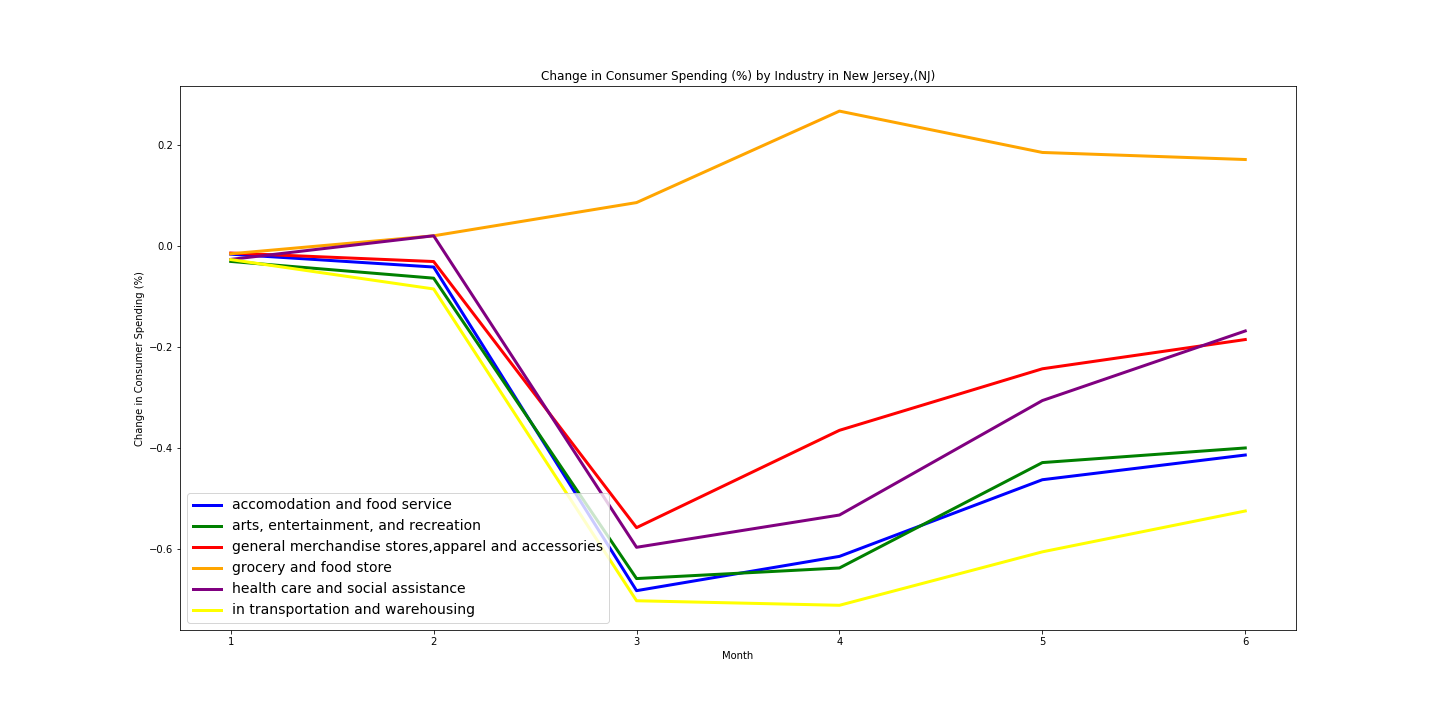 Change in Consumer Spending (%) by Industry in New Jersey,(NJ)
Change in Consumer Spending (%)
0.2
0.0
−0.2
−0.4
−0.6
accomodation and food service
arts, entertainment, and recreation
general merchandise stores,apparel and accessories
grocery and food store
health care and social assistance
in transportation and warehousing
1 2 3 4 5 6
Month